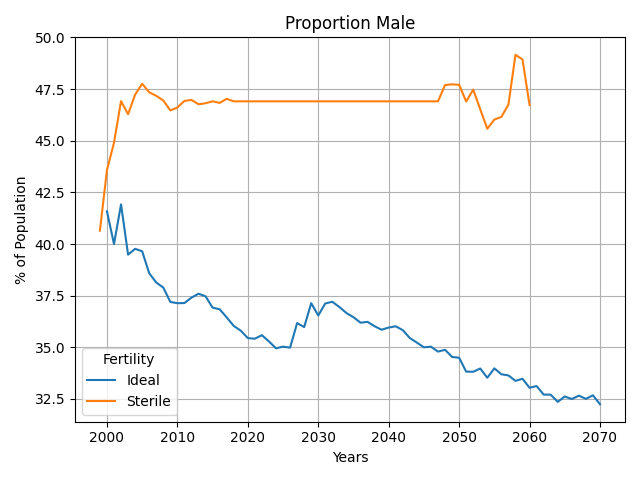 Proportion Male
50.0
47.5
45.0
42.5
40.0
37.5
35.0
32.5
% of Population
Fertility
Ideal
Sterile
2000 2010 2020 2030 2040 2050 2060 2070
Years